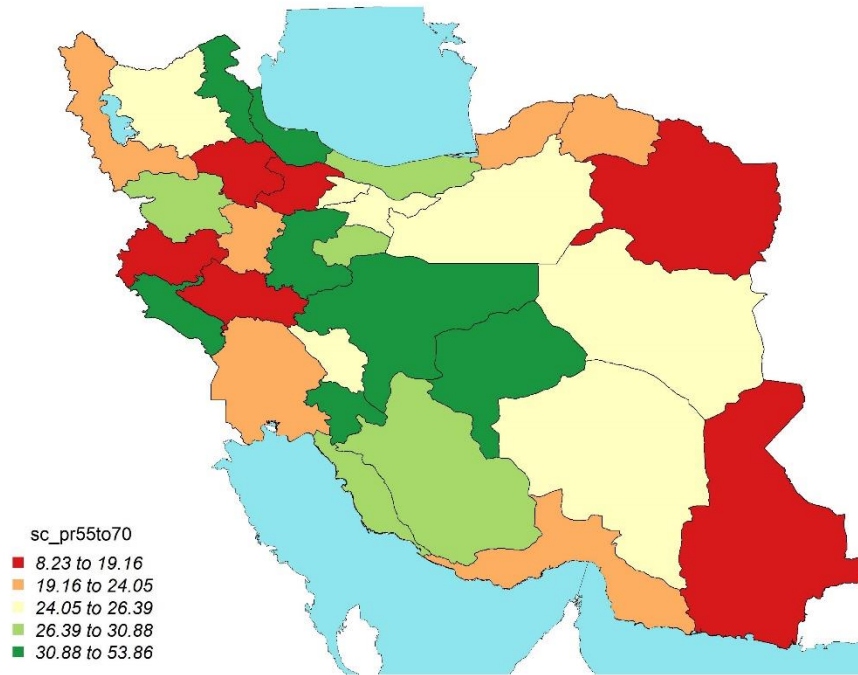 sc_pr55to70
8.23 to 19.16
19.16 to 24.05
24.05 to 26.39
26.39 to 30.88
30.88 to 53.86